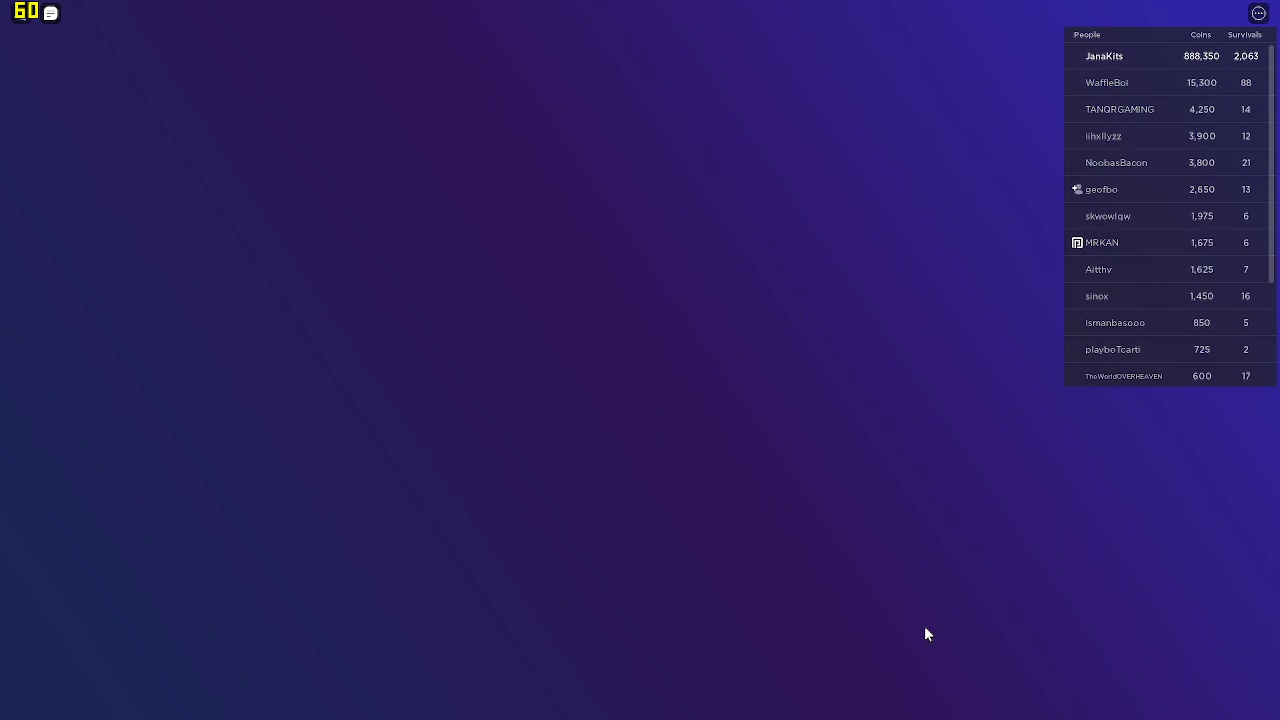 60
People Coins Survivals
JanaKits 888,350 2,063
WaffleBoi 15,300 88
TANQRGAMING 4,250 14
iihxllyzz 3,900 12
NoobasBacon 3,800 21
geofbo 2,650 13
skwowlqw 1,975 6
MRKAN 1,675 6
Aitthv 1,625 7
sinox 1,450 16
ismanbasooo 850 5
playboTcarti 725 2
TheWorldOVERHEAVEN 600 17